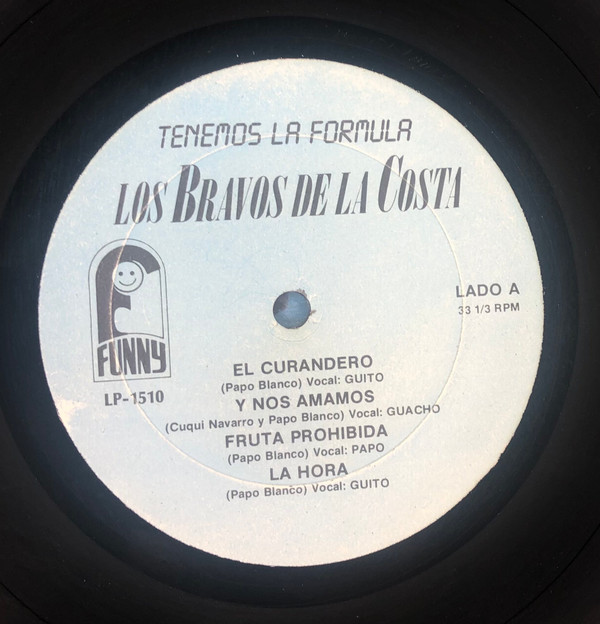 TENEMOS LA FORMULA
LOS BRAVOS DE LA COSTA
LADO A
33 1/3 RPM
FUNNY
LP-1510
EL CURANDERO
(Papo Blanco) Vocal: GUITO
Y NOS AMAMOS
(Cuqui Navarro y Papo Blanco) Vocal: GUACHO
FRUTA PROHIBIDA
(Papo Blanco) Vocal: PAPO
LA HORA
(Papo Blanco) Vocal: GUITO